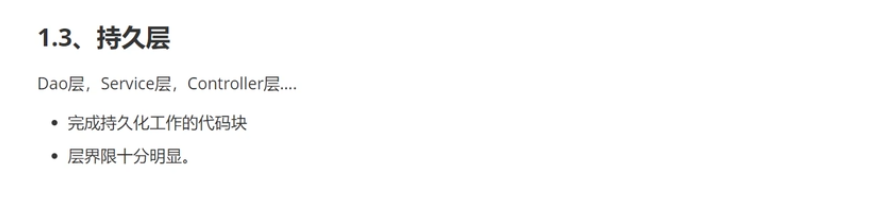 1.3、持久层
Dao层，Service层，Controller层....
• 完成持久化工作的代码块
• 层界限十分明显。